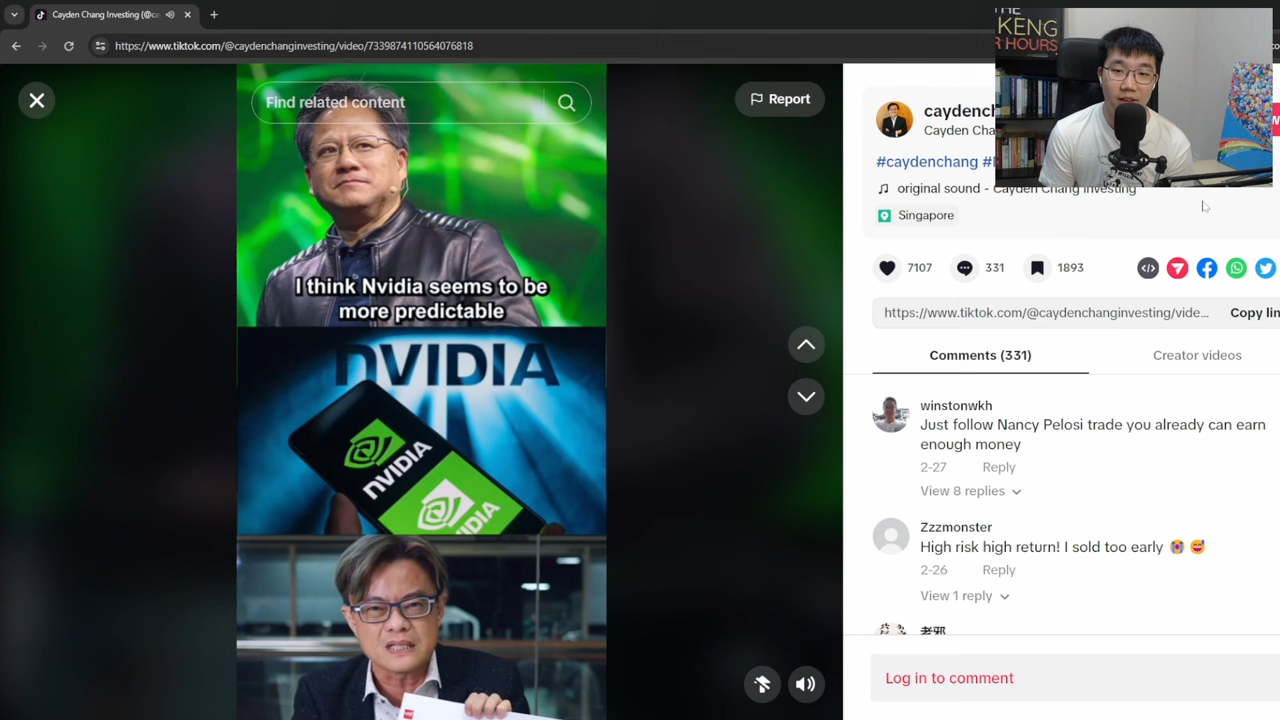 Cayden Chang Investing (@ca
https://www.tiktok.com/@caydenchanginvesting/video/7339874110564076818
THE
KENG
R HOURS
Find related content
Report
I think Nvidia seems to be
more predictable
NVIDIA
NVIDIA
NVIDIA
caydench
Cayden Cha
#caydenchang
original sound - Cayden Chang Investing
Singapore
7107
331
1893
https://www.tiktok.com/@caydenchanginvesting/vide...
Copy lin
Comments (331)
Creator videos
winstonwkh
Just follow Nancy Pelosi trade you already can earn
enough money
2-27 Reply
View 8 replies
Zzzmonster
High risk high return! I sold too early 😭 😅
2-26 Reply
View 1 reply
老邪
Log in to comment